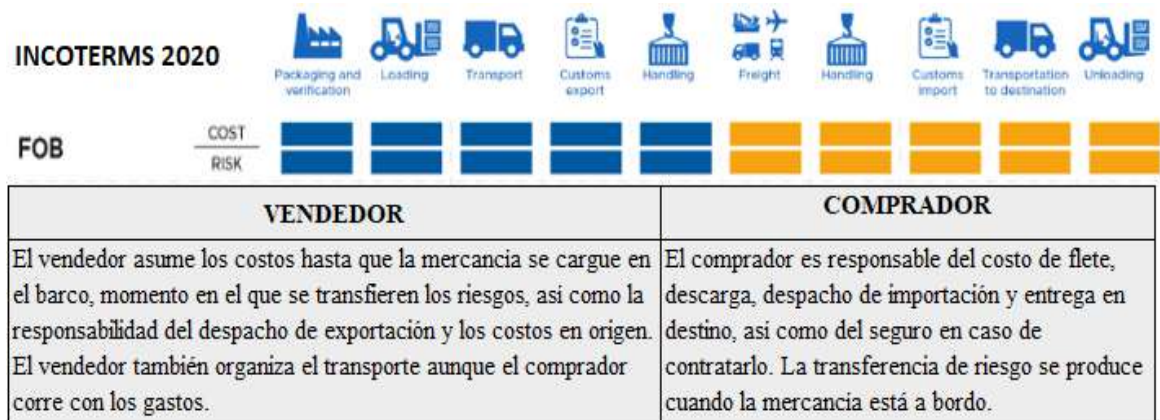 INCOTERMS 2020
Packaging and
verification
Loading
Transport
Customs
export
Handling
Freight
Handling
Customs
import
Transportation
to destination
Unloading
FOB
COST
RISK
VENDEDOR
El vendedor asume los costos hasta que la mercancia se cargue en
el barco, momento en el que se transfieren los riesgos, así como la
responsabilidad del despacho de exportación y los costos en origen.
El vendedor también organiza el transporte aunque el comprador
corre con los gastos.
COMPRADOR
El comprador es responsable del costo de flete,
descarga, despacho de importación y entrega en
destino, así como del seguro en caso de
contratarlo. La transferencia de riesgo se produce
cuando la mercancia está a bordo.